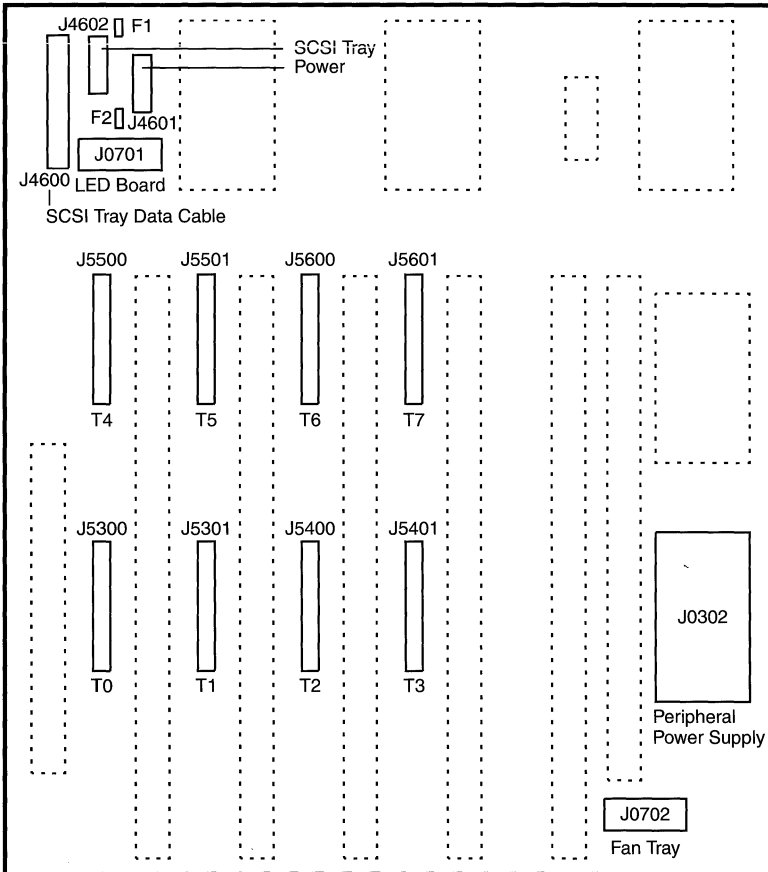 J4602 F1
SCSI Tray
Power
F2 J4601
J0701
J4600 LED Board
SCSI Tray Data Cable
J5500 J5501 J5600 J5601
T4 T5 T6 T7
J5300 J5301 J5400 J5401
T0 T1 T2 T3
J0302
Peripheral
Power Supply
J0702
Fan Tray